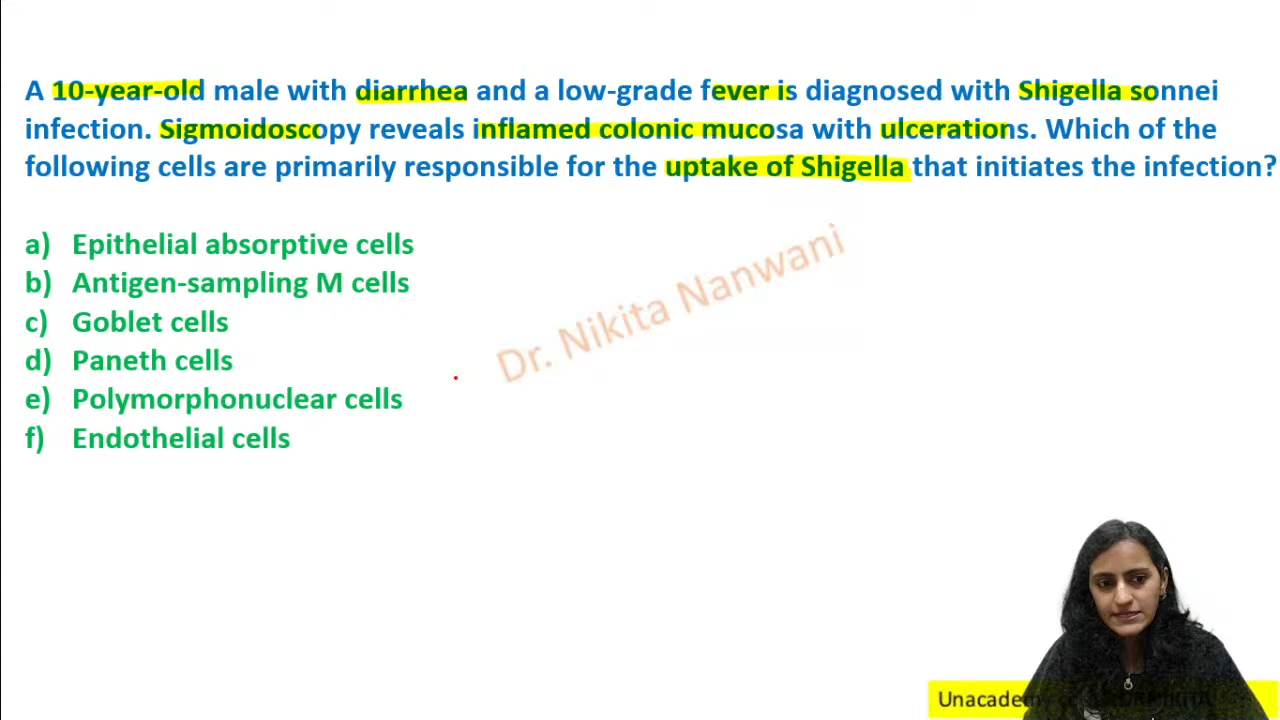 A 10-year-old male with diarrhea and a low-grade fever is diagnosed with Shigella sonnei
infection. Sigmoidoscopy reveals inflamed colonic mucosa with ulcerations. Which of the
following cells are primarily responsible for the uptake of Shigella that initiates the infection?
a) Epithelial absorptive cells
b) Antigen-sampling M cells
c) Goblet cells
d) Paneth cells
e) Polymorphonuclear cells
f) Endothelial cells
Dr. Nikita Nanwani